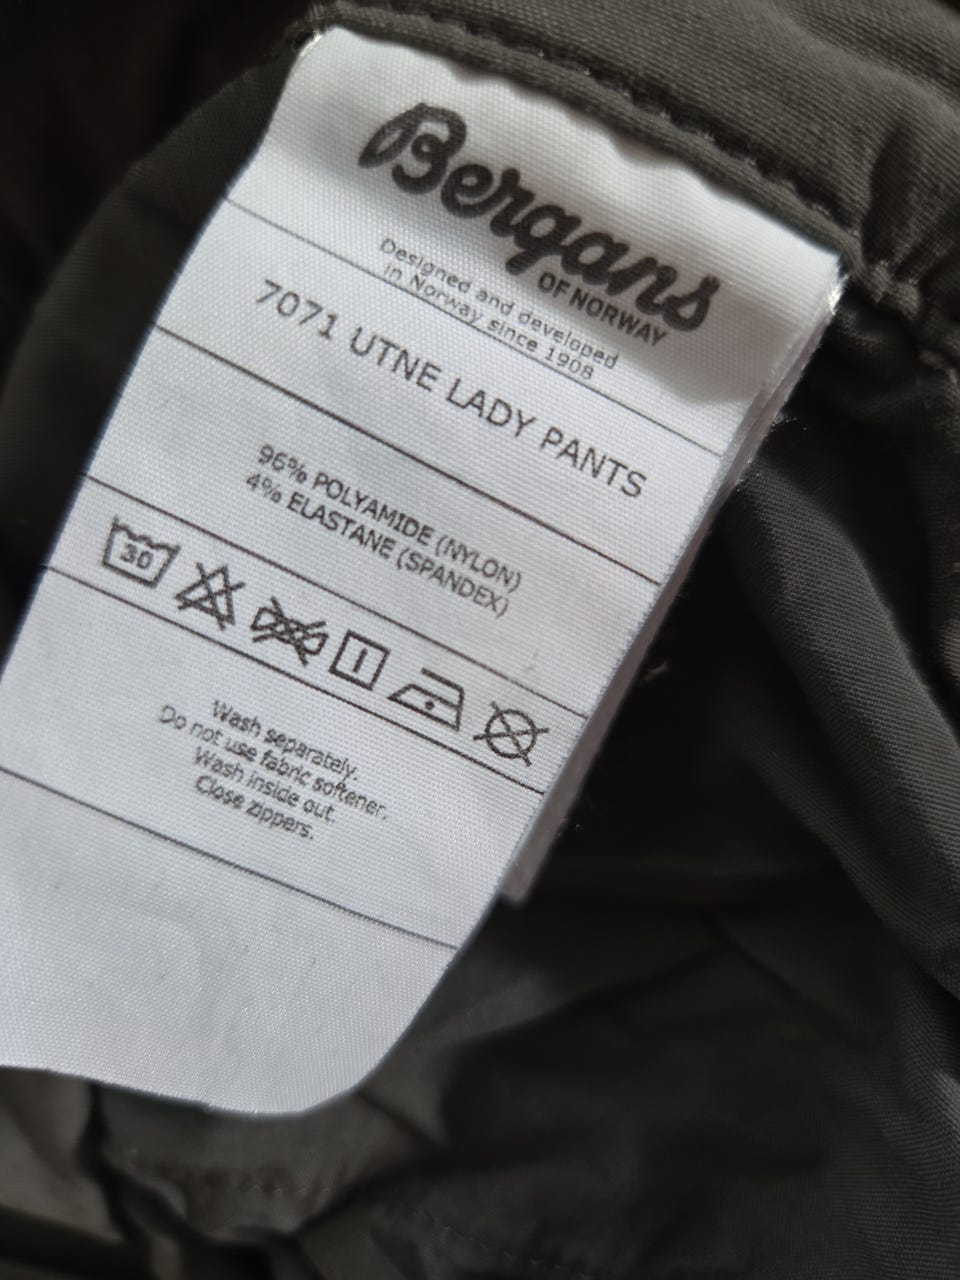 Bergans
OF NORWAY
Designed and developed
in Norway since 1908
7071 UTNE LADY PANTS
96% POLYAMIDE (NYLON)
4% ELASTANE (SPANDEX)
30
Wash separately.
Do not use fabric softener.
Wash inside out.
Close zippers.